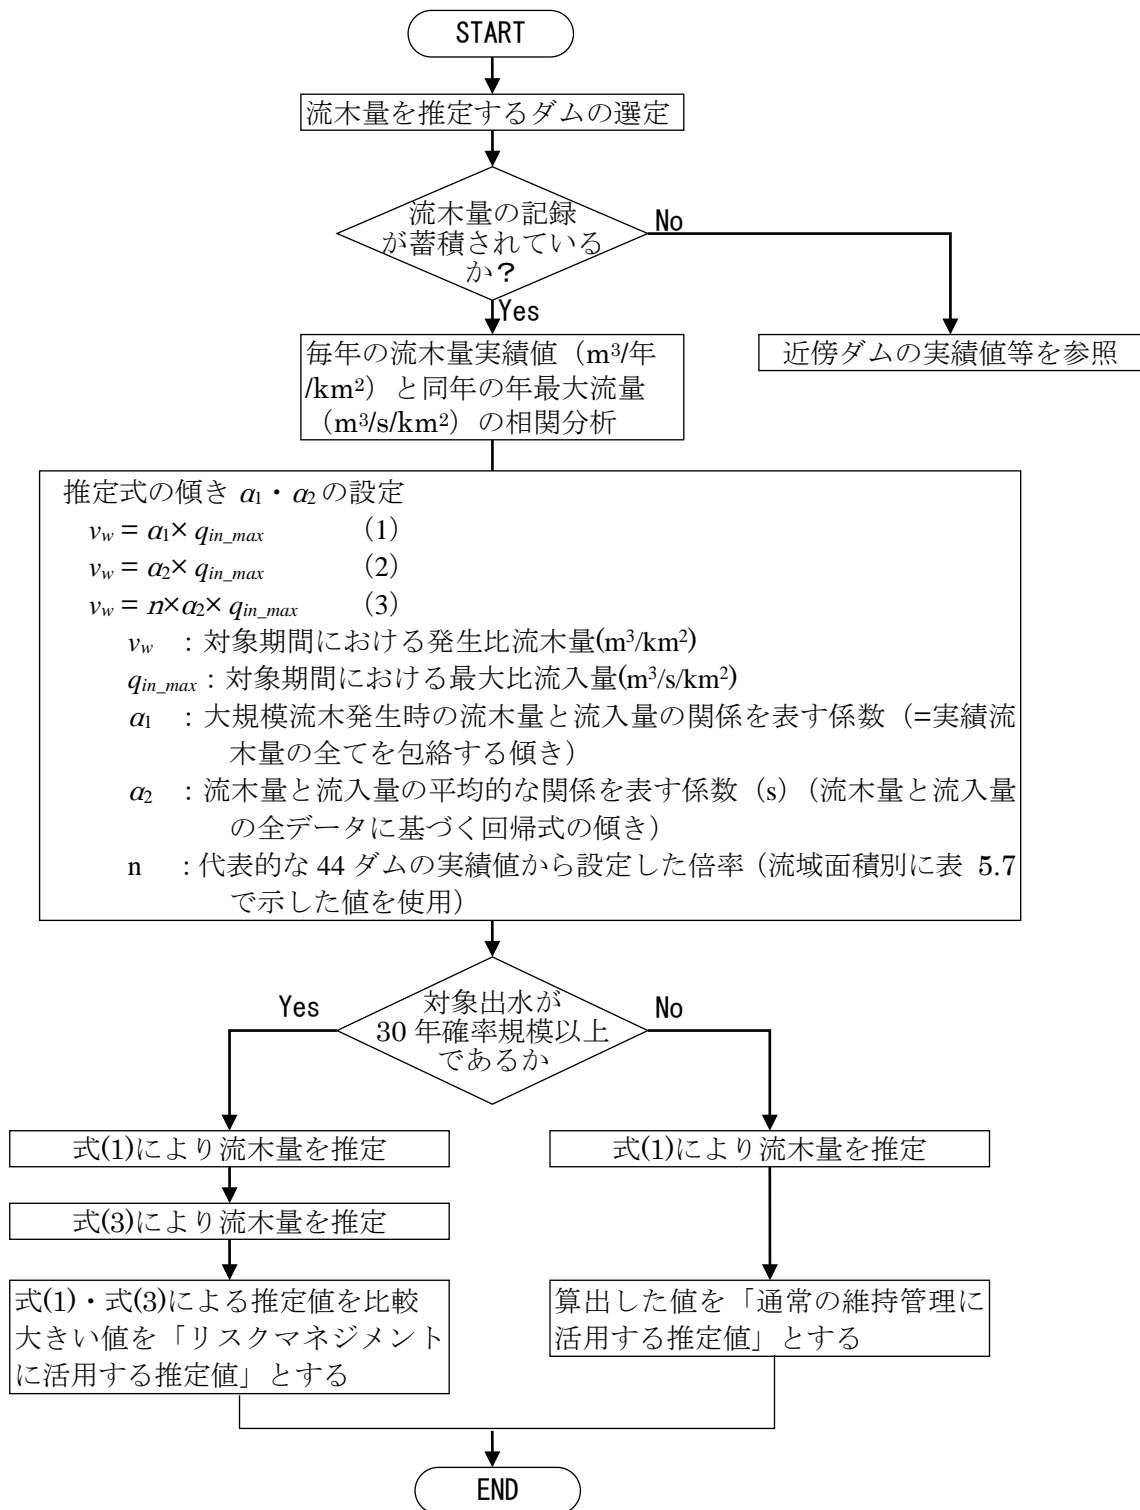 START
流木量を推定するダムの選定
流木量の記録
が蓄積されている
か?
No
Yes
毎年の流木量実績値（m³/年
/km²）と同年の年最大流量
（m³/s/km²）の相関分析
近傍ダムの実績値等を参照
推定式の傾き α₁・α₂の設定
v_w = α₁× q_in_max （1）
v_w = α₂× q_in_max （2）
v_w = n×α₂× q_in_max （3）
v_w ：対象期間における発生比流木量(m³/km²)
q_in_max：対象期間における最大比流入量(m³/s/km²)
α₁ ：大規模流木発生時の流木量と流入量の関係を表す係数（=実績流
木量の全てを包絡する傾き）
α₂ ：流木量と流入量の平均的な関係を表す係数（s）（流木量と流入量
の全データに基づく回帰式の傾き）
n ：代表的な 44 ダムの実績値から設定した倍率（流域面積別に表 5.7
で示した値を使用）
対象出水が
30 年確率規模以上
であるか
Yes
No
式(1)により流木量を推定
式(3)により流木量を推定
式(1)・式(3)による推定値を比較
大きい値を「リスクマネジメント
に活用する推定値」とする
式(1)により流木量を推定
算出した値を「通常の維持管理に
活用する推定値」とする
END